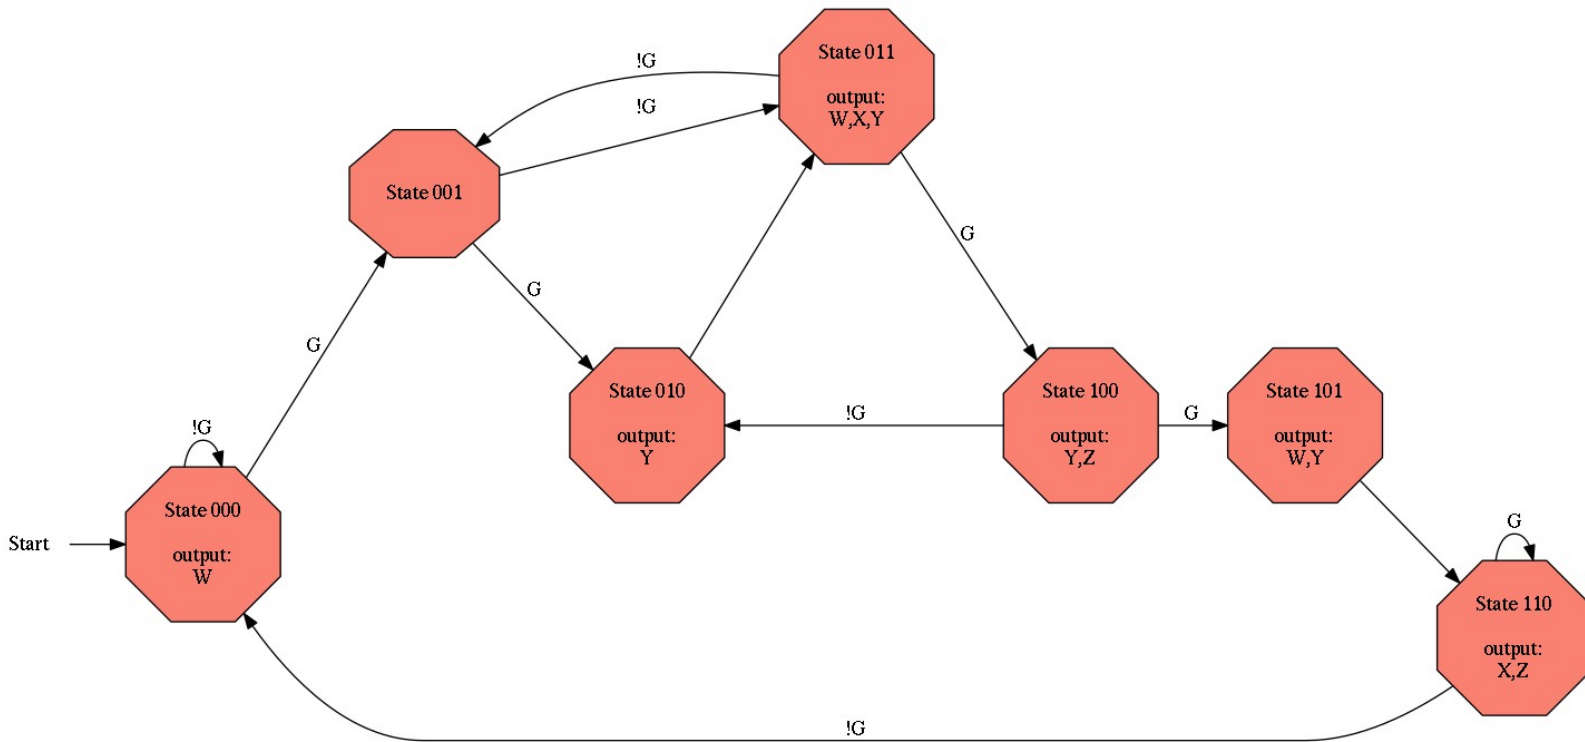 State 011
output:
W,X,Y
!G
!G
State 001
G
G
G
State 010
output:
Y
!G
State 100
output:
Y,Z
G
State 101
output:
W,Y
!G
State 000
output:
W
Start
G
State 110
output:
X,Z
!G